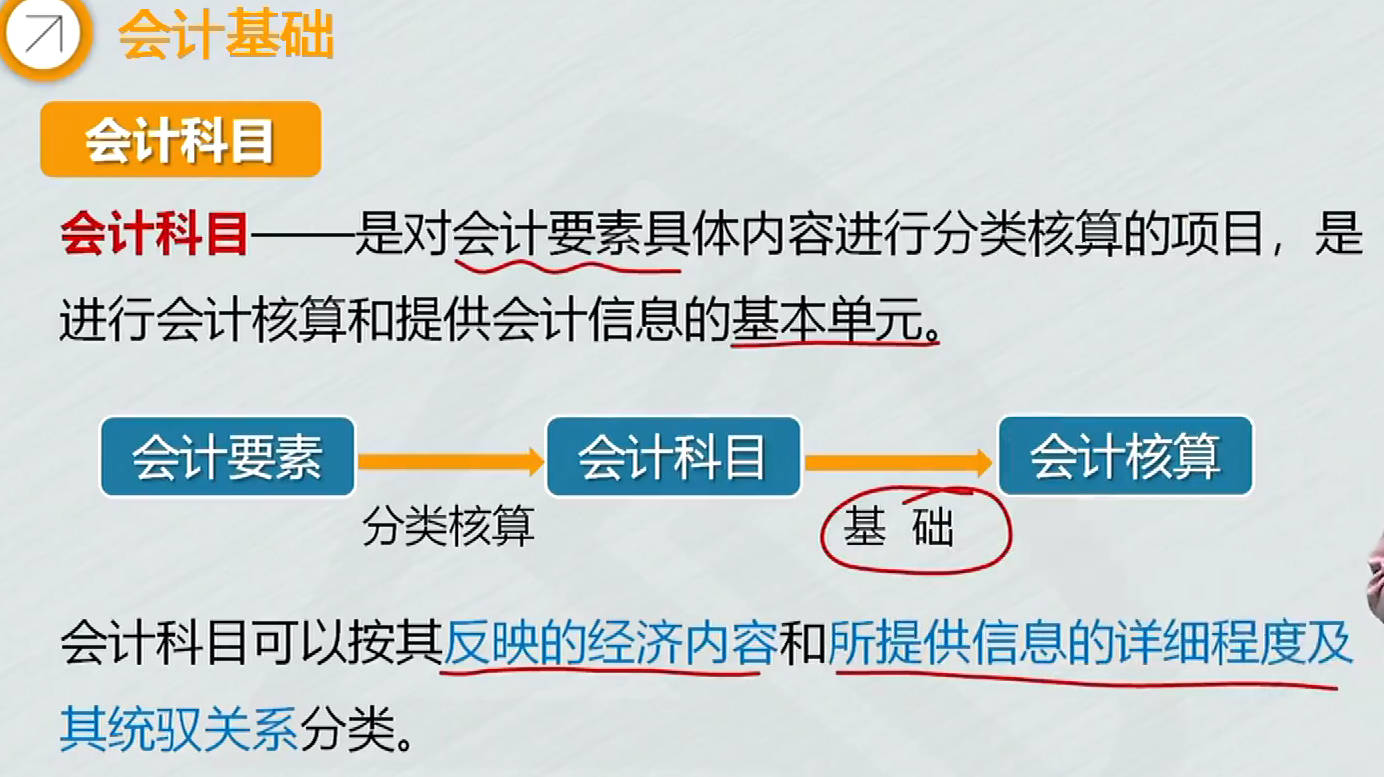 会计基础
会计科目
会计科目——是对会计要素具体内容进行分类核算的项目，是
进行会计核算和提供会计信息的基本单元。
会计要素 会计科目 会计核算
分类核算 基 础
会计科目可以按其反映的经济内容和所提供信息的详细程度及
其统驭关系分类。